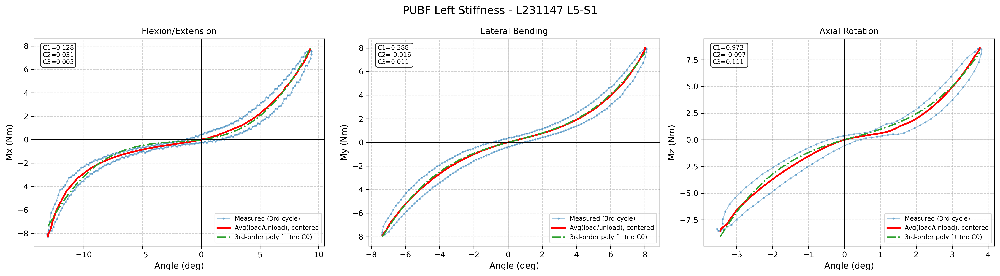 PUBF Left Stiffness - L231147 L5-S1
Flexion/Extension
C1=0.128
C2=0.031
C3=0.005
8
6
4
2
0
−2
−4
−6
−8
Mx (Nm)
−10
−5
0
5
10
Angle (deg)
Measured (3rd cycle)
Avg(load/unload), centered
3rd-order poly fit (no C0)
Lateral Bending
C1=0.388
C2=-0.016
C3=0.011
8
6
4
2
0
−2
−4
−6
−8
My (Nm)
−8
−6
−4
−2
0
2
4
6
8
Angle (deg)
Measured (3rd cycle)
Avg(load/unload), centered
3rd-order poly fit (no C0)
Axial Rotation
C1=0.973
C2=-0.097
C3=0.111
7.5
5.0
2.5
0.0
−2.5
−5.0
−7.5
Mz (Nm)
−3
−2
−1
0
1
2
3
4
Angle (deg)
Measured (3rd cycle)
Avg(load/unload), centered
3rd-order poly fit (no C0)